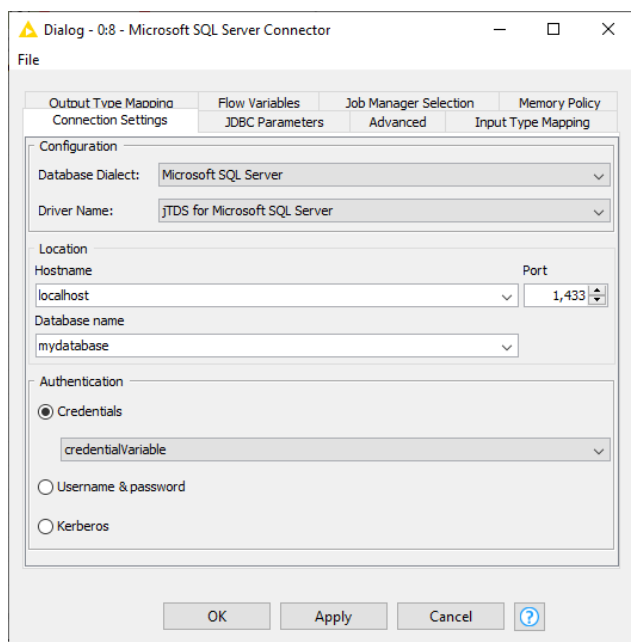 Dialog - 0:8 - Microsoft SQL Server Connector
File
Output Type Mapping Flow Variables Job Manager Selection Memory Policy
Connection Settings JDBC Parameters Advanced Input Type Mapping
Configuration
Database Dialect: Microsoft SQL Server
Driver Name: jTDS for Microsoft SQL Server
Location
Hostname Port
localhost 1,433
Database name
mydatabase
Authentication
Credentials
credentialVariable
Username & password
Kerberos
OK Apply Cancel ?